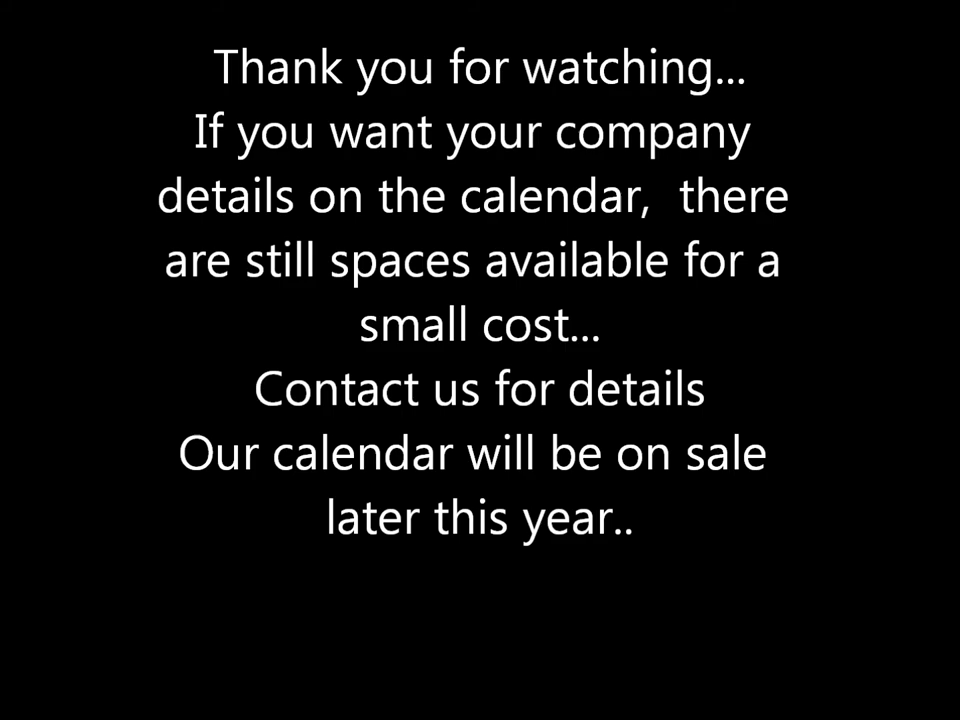 Thank you for watching...
If you want your company
details on the calendar,  there
are still spaces available for a
small cost...
Contact us for details
Our calendar will be on sale
later this year..